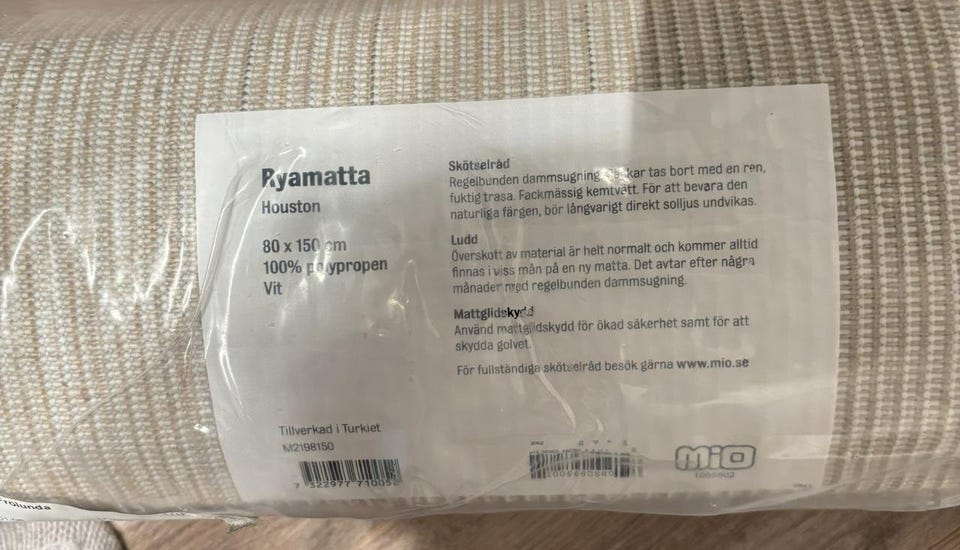 Ryamatta
Houston
80 x 150 cm
100% polypropen
Vit
Skötselråd
Regelbunden dammsugning. Fläckar tas bort med en ren,
fuktig trasa. Fackmässig kemtvätt. För att bevara den
naturliga färgen, bör långvarigt direkt solljus undvikas.
Ludd
Överskott av material är helt normalt och kommer alltid
finnas i viss mån på en ny matta. Det avtar efter några
månader med regelbunden dammsugning.
Mattglidskydd
Använd mattglidskydd för ökad säkerhet samt för att
skydda golvet.
För fullständiga skötselråd besök gärna www.mio.se
Tillverkad i Turkiet
M2198150
mio
Frölunda